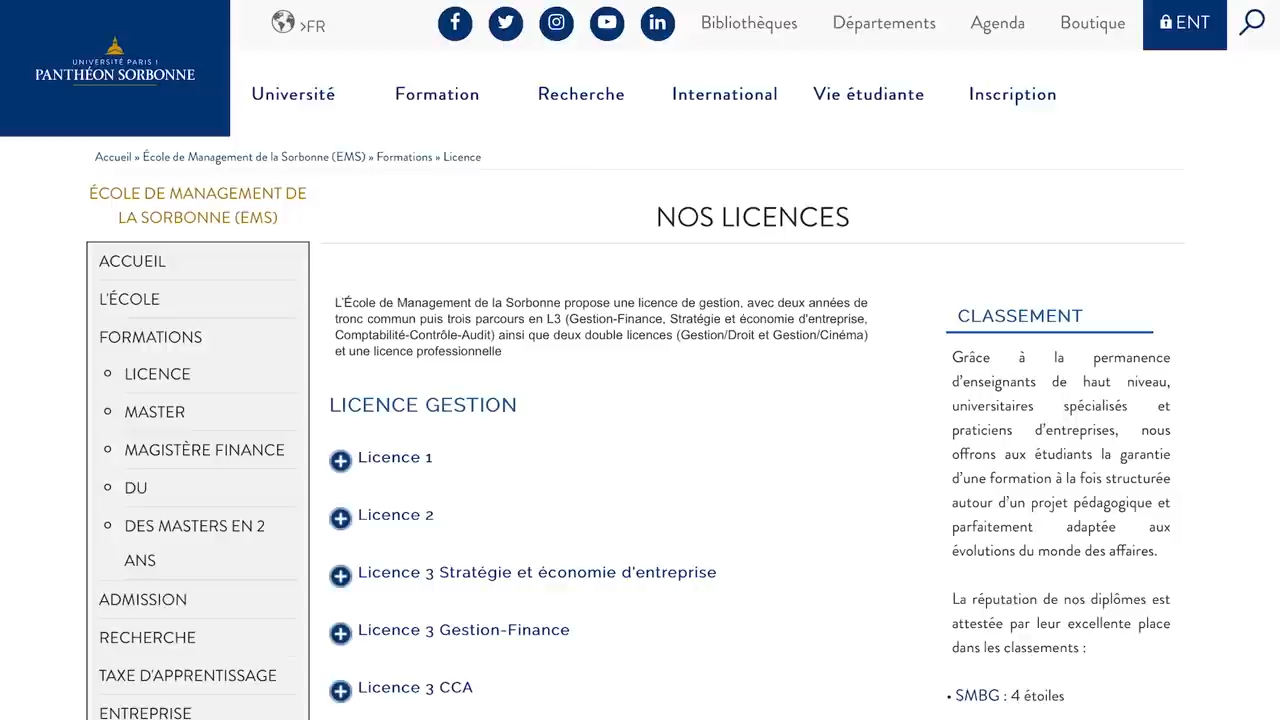 >FR
Bibliothèques
Départements
Agenda
Boutique
ENT
UNIVERSITÉ PARIS 1
PANTHÉON SORBONNE
Université
Formation
Recherche
International
Vie étudiante
Inscription
Accueil » École de Management de la Sorbonne (EMS) » Formations » Licence
ÉCOLE DE MANAGEMENT DE
LA SORBONNE (EMS)
ACCUEIL
L'ÉCOLE
FORMATIONS
LICENCE
MASTER
MAGISTÈRE FINANCE
DU
DES MASTERS EN 2
ANS
ADMISSION
RECHERCHE
TAXE D'APPRENTISSAGE
ENTREPRISE
NOS LICENCES
L'École de Management de la Sorbonne propose une licence de gestion, avec deux années de
tronc commun puis trois parcours en L3 (Gestion-Finance, Stratégie et économie d'entreprise,
Comptabilité-Contrôle-Audit) ainsi que deux double licences (Gestion/Droit et Gestion/Cinéma)
et une licence professionnelle
LICENCE GESTION
Licence 1
Licence 2
Licence 3 Stratégie et économie d'entreprise
Licence 3 Gestion-Finance
Licence 3 CCA
CLASSEMENT
Grâce à la permanence
d'enseignants de haut niveau,
universitaires spécialisés et
praticiens d'entreprises, nous
offrons aux étudiants la garantie
d'une formation à la fois structurée
autour d'un projet pédagogique et
parfaitement adaptée aux
évolutions du monde des affaires.
La réputation de nos diplômes est
attestée par leur excellente place
dans les classements :
• SMBG : 4 étoiles